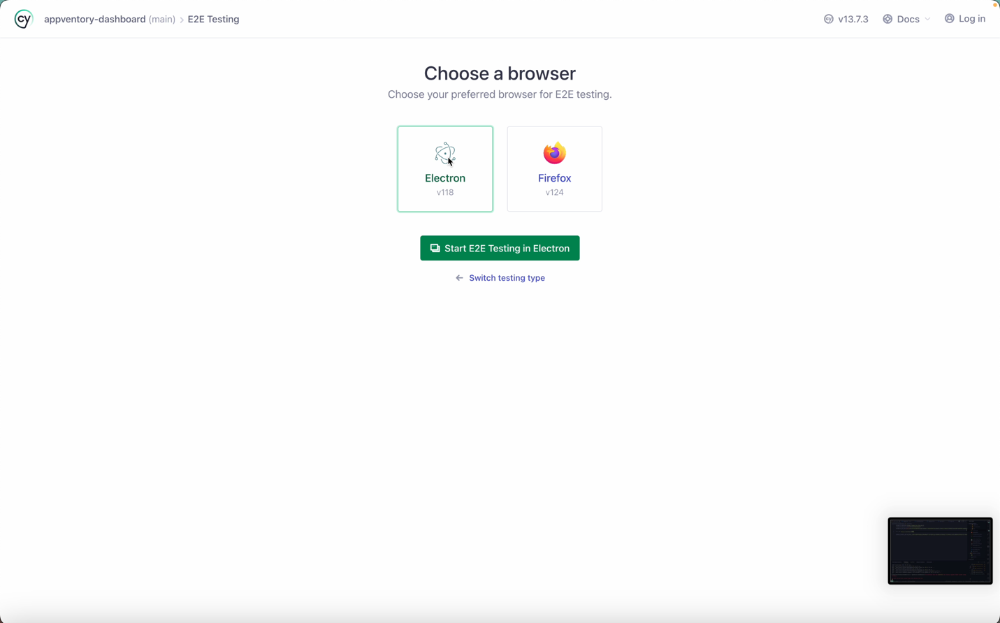 cy appventory-dashboard (main) > E2E Testing
v13.7.3 Docs Log in
Choose a browser
Choose your preferred browser for E2E testing.
Electron
v118
Firefox
v124
Start E2E Testing in Electron
← Switch testing type